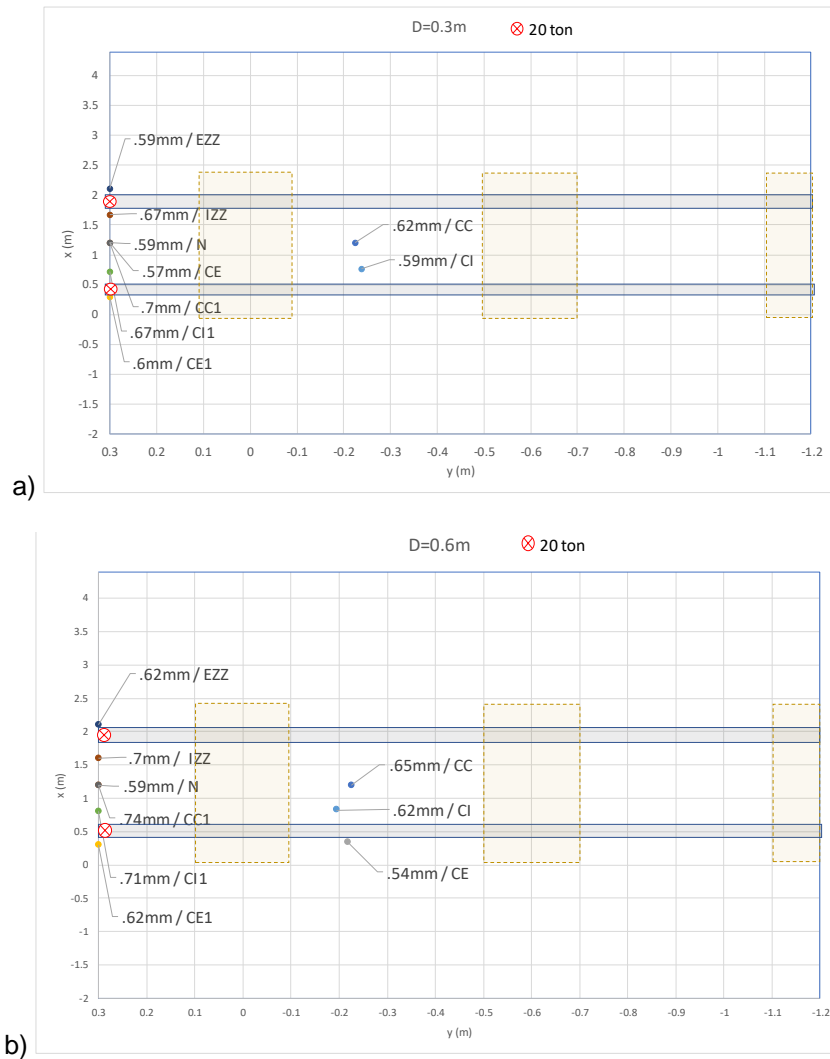 D=0.3m 20 ton
4
3.5
3
.59mm / EZZ
2.5
2
.67mm / IZZ
.62mm / CC
1.5
.59mm / N
1
.59mm / CI
.57mm / CE
0.5
.7mm / CC1
0
.67mm / CI1
-0.5
.6mm / CE1
-1
-1.5
-2
x (m)
0.3 0.2 0.1 0 -0.1 -0.2 -0.3 -0.4 -0.5 -0.6 -0.7 -0.8 -0.9 -1 -1.1 -1.2
y (m)
a)
D=0.6m 20 ton
4
3.5
3
.62mm / EZZ
2.5
2
.7mm / IZZ
1.5
.65mm / CC
.59mm / N
1
.62mm / CI
.74mm / CC1
0.5
0
.54mm / CE
.71mm / CI1
-0.5
.62mm / CE1
-1
-1.5
-2
x (m)
0.3 0.2 0.1 0 -0.1 -0.2 -0.3 -0.4 -0.5 -0.6 -0.7 -0.8 -0.9 -1 -1.1 -1.2
y (m)
b)